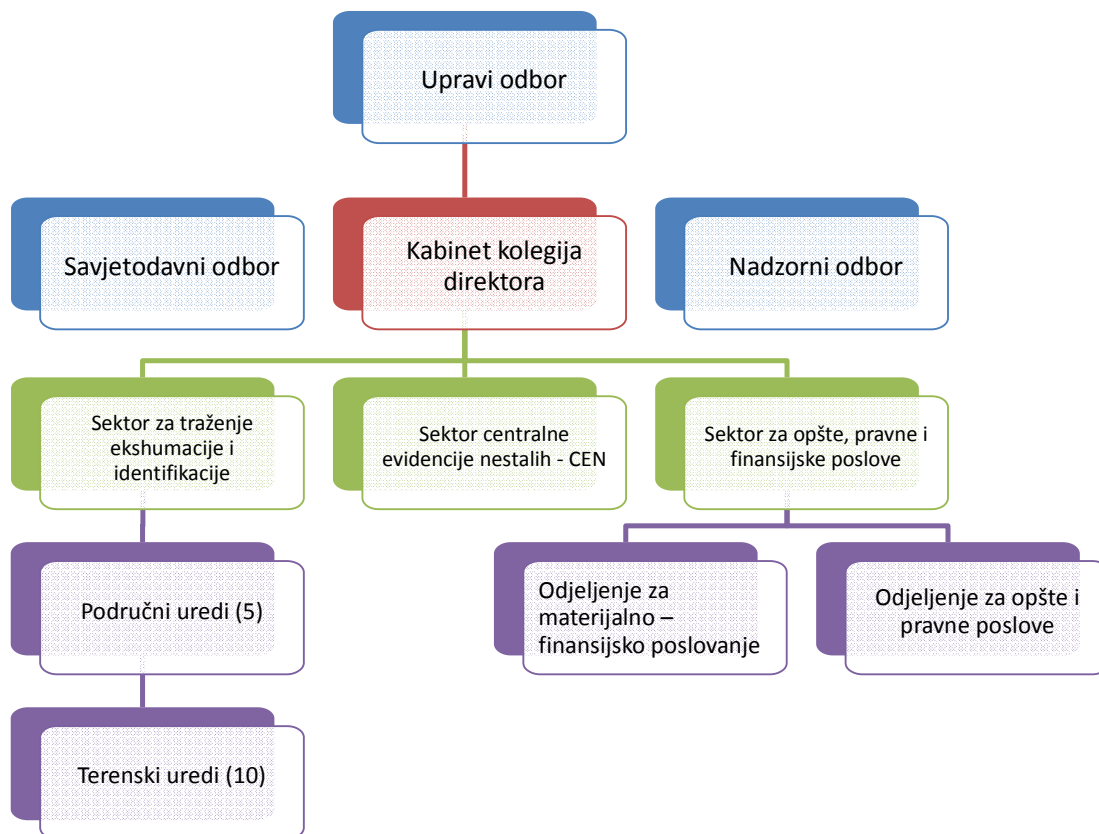 Upravi odbor
Savjetodavni odbor
Kabinet kolegija
direktora
Nadzorni odbor
Sektor za traženje
ekshumacije i
identifikacije
Sektor centralne
evidencije nestalih - CEN
Sektor za opšte, pravne i
finansijske poslove
Područni uredi (5)
Odjeljenje za
materijalno –
finansijsko poslovanje
Odjeljenje za opšte i
pravne poslove
Terenski uredi (10)